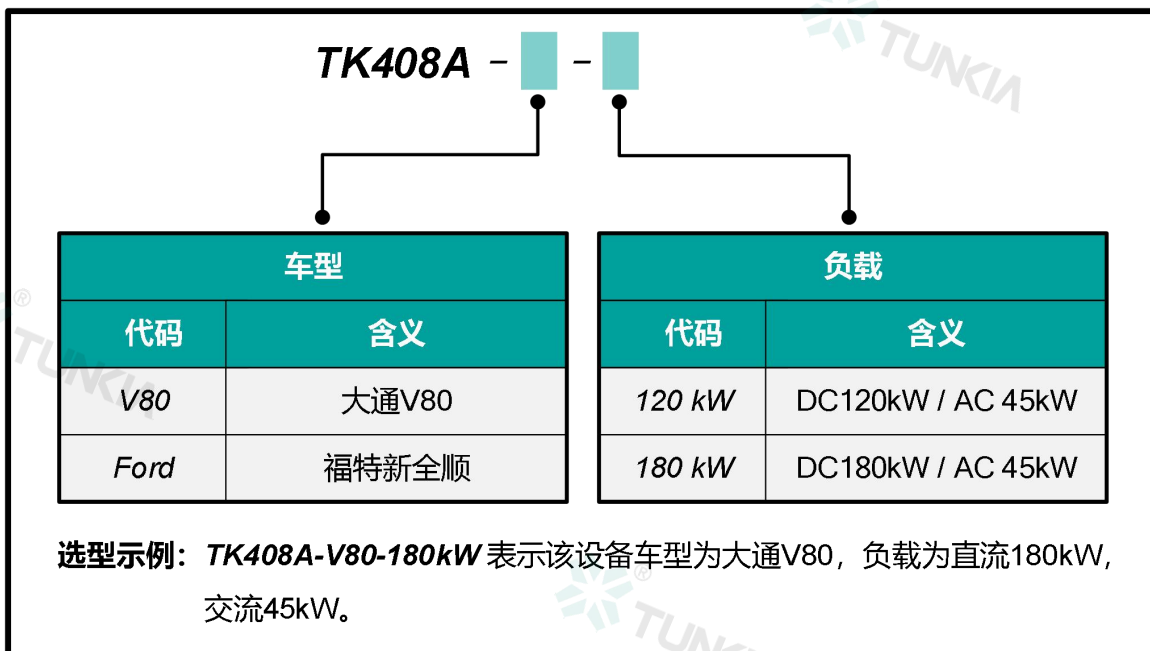 TK408A - -
TUNKIA
车型
代码 含义
V80 大通V80
Ford 福特新全顺
负载
代码 含义
120 kW DC120kW / AC 45kW
180 kW DC180kW / AC 45kW
®
TUNKIA
选型示例：TK408A-V80-180kW 表示该设备车型为大通V80，负载为直流180kW，
交流45kW。
®
TUNKIA